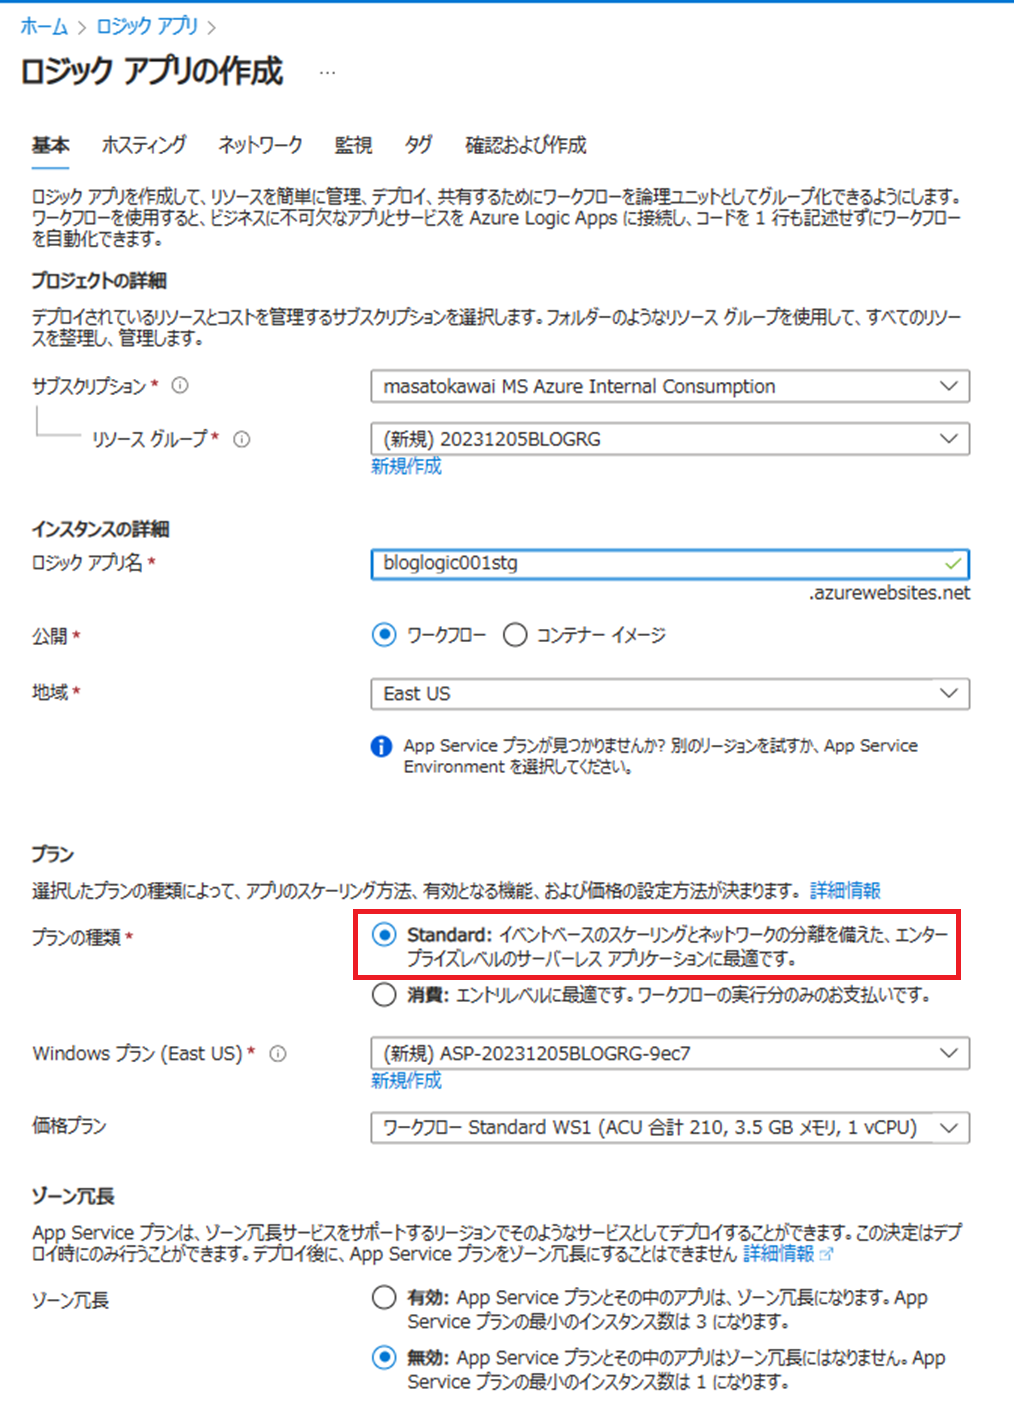 ホーム > ロジック アプリ >
ロジック アプリの作成 …
基本 ホスティング ネットワーク 監視 タグ 確認および作成
ロジック アプリを作成して、リソースを簡単に管理、デプロイ、共有するためにワークフローを論理ユニットとしてグループ化できるようにします。
ワークフローを使用すると、ビジネスに不可欠なアプリとサービスを Azure Logic Apps に接続し、コードを 1 行も記述せずにワークフロー
を自動化できます。
プロジェクトの詳細
デプロイされているリソースとコストを管理するサブスクリプションを選択します。フォルダーのようなリソース グループを使用して、すべてのリソー
スを整理し、管理します。
サブスクリプション * masatokawai MS Azure Internal Consumption
リソース グループ * (新規) 20231205BLOGRG
新規作成
インスタンスの詳細
ロジック アプリ名 * bloglogic001stg
.azurewebsites.net
公開 * ワークフロー コンテナー イメージ
地域 * East US
App Service プランが見つかりませんか? 別のリージョンを試すか、App Service
Environment を選択してください。
プラン
選択したプランの種類によって、アプリのスケーリング方法、有効となる機能、および価格の設定方法が決まります。 詳細情報
プランの種類 * Standard: イベントベースのスケーリングとネットワークの分離を備えた、エンター
プライズレベルのサーバーレス アプリケーションに最適です。
消費: エントリレベルに最適です。ワークフローの実行分のみのお支払いです。
Windows プラン (East US) * (新規) ASP-20231205BLOGRG-9ec7
新規作成
価格プラン ワークフロー Standard WS1 (ACU 合計 210, 3.5 GB メモリ, 1 vCPU)
ゾーン冗長
App Service プランは、ゾーン冗長サービスをサポートするリージョンでそのようなサービスとしてデプロイすることができます。この決定はデプ
ロイ時にのみ行うことができます。デプロイ後に、App Service プランをゾーン冗長にすることはできません 詳細情報
ゾーン冗長 有効: App Service プランとその中のアプリは、ゾーン冗長になります。App
Service プランの最小のインスタンス数は 3 になります。
無効: App Service プランとその中のアプリはゾーン冗長にはなりません。App
Service プランの最小のインスタンス数は 1 になります。